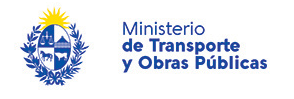 Ministerio
de Transporte
y Obras Públicas